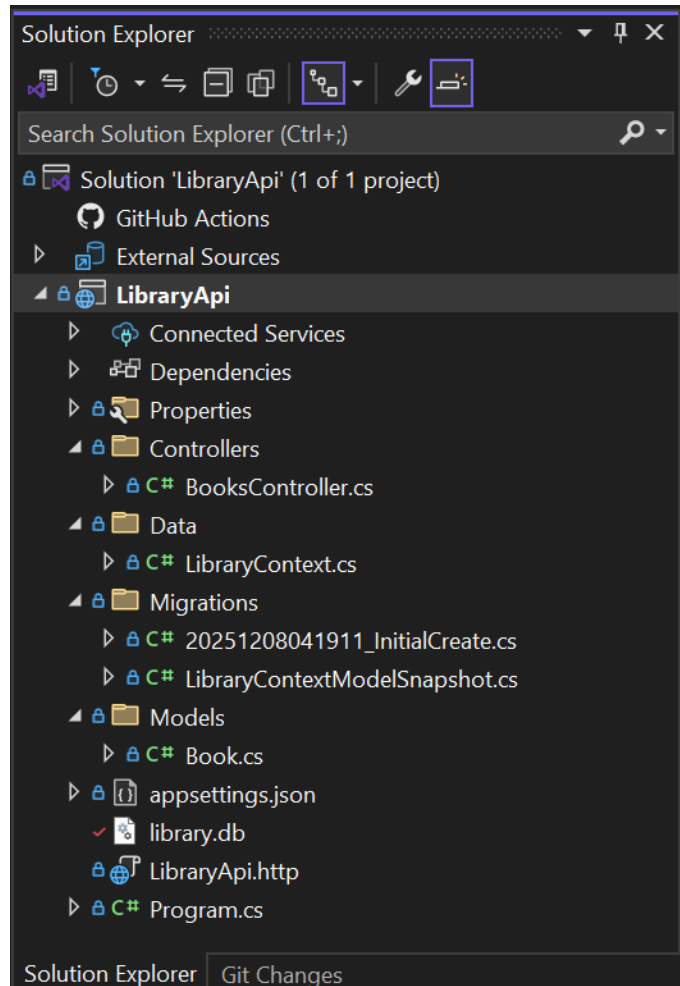 Solution Explorer
Search Solution Explorer (Ctrl+;)
Solution 'LibraryApi' (1 of 1 project)
GitHub Actions
External Sources
LibraryApi
Connected Services
Dependencies
Properties
Controllers
C# BooksController.cs
Data
C# LibraryContext.cs
Migrations
C# 20251208041911_InitialCreate.cs
C# LibraryContextModelSnapshot.cs
Models
C# Book.cs
appsettings.json
library.db
LibraryApi.http
C# Program.cs
Solution Explorer Git Changes